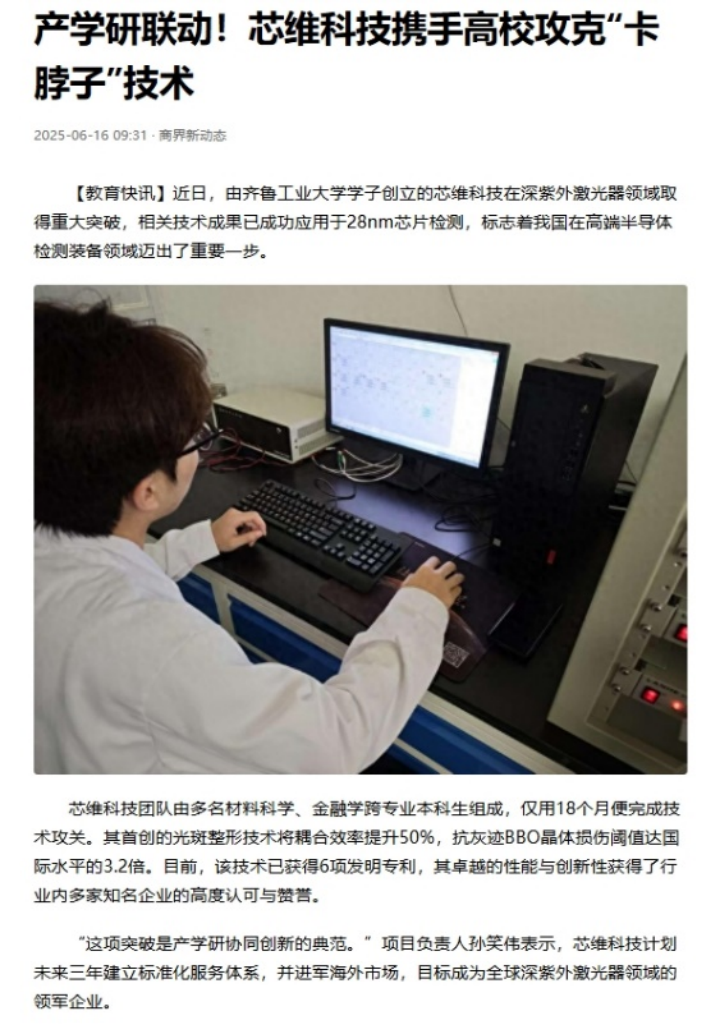 产学研联动！芯维科技携手高校攻克“卡
脖子”技术
2025-06-16 09:31 · 商界新动态
【教育快讯】近日，由齐鲁工业大学学子创立的芯维科技在深紫外激光器领域取
得重大突破，相关技术成果已成功应用于28nm芯片检测，标志着我国在高端半导体
检测装备领域迈出了重要一步。
芯维科技团队由多名材料科学、金融学跨专业本科生组成，仅用18个月便完成技
术攻关。其首创的光斑整形技术将耦合效率提升50%，抗灰迹BBO晶体损伤阈值达国
际水平的3.2倍。目前，该技术已获得6项发明专利，其卓越的性能与创新性获得了行
业内多家知名企业的高度认可与赞誉。
“这项突破是产学研协同创新的典范。”项目负责人孙笑伟表示，芯维科技计划
未来三年建立标准化服务体系，并进军海外市场，目标成为全球深紫外激光器领域的
领军企业。